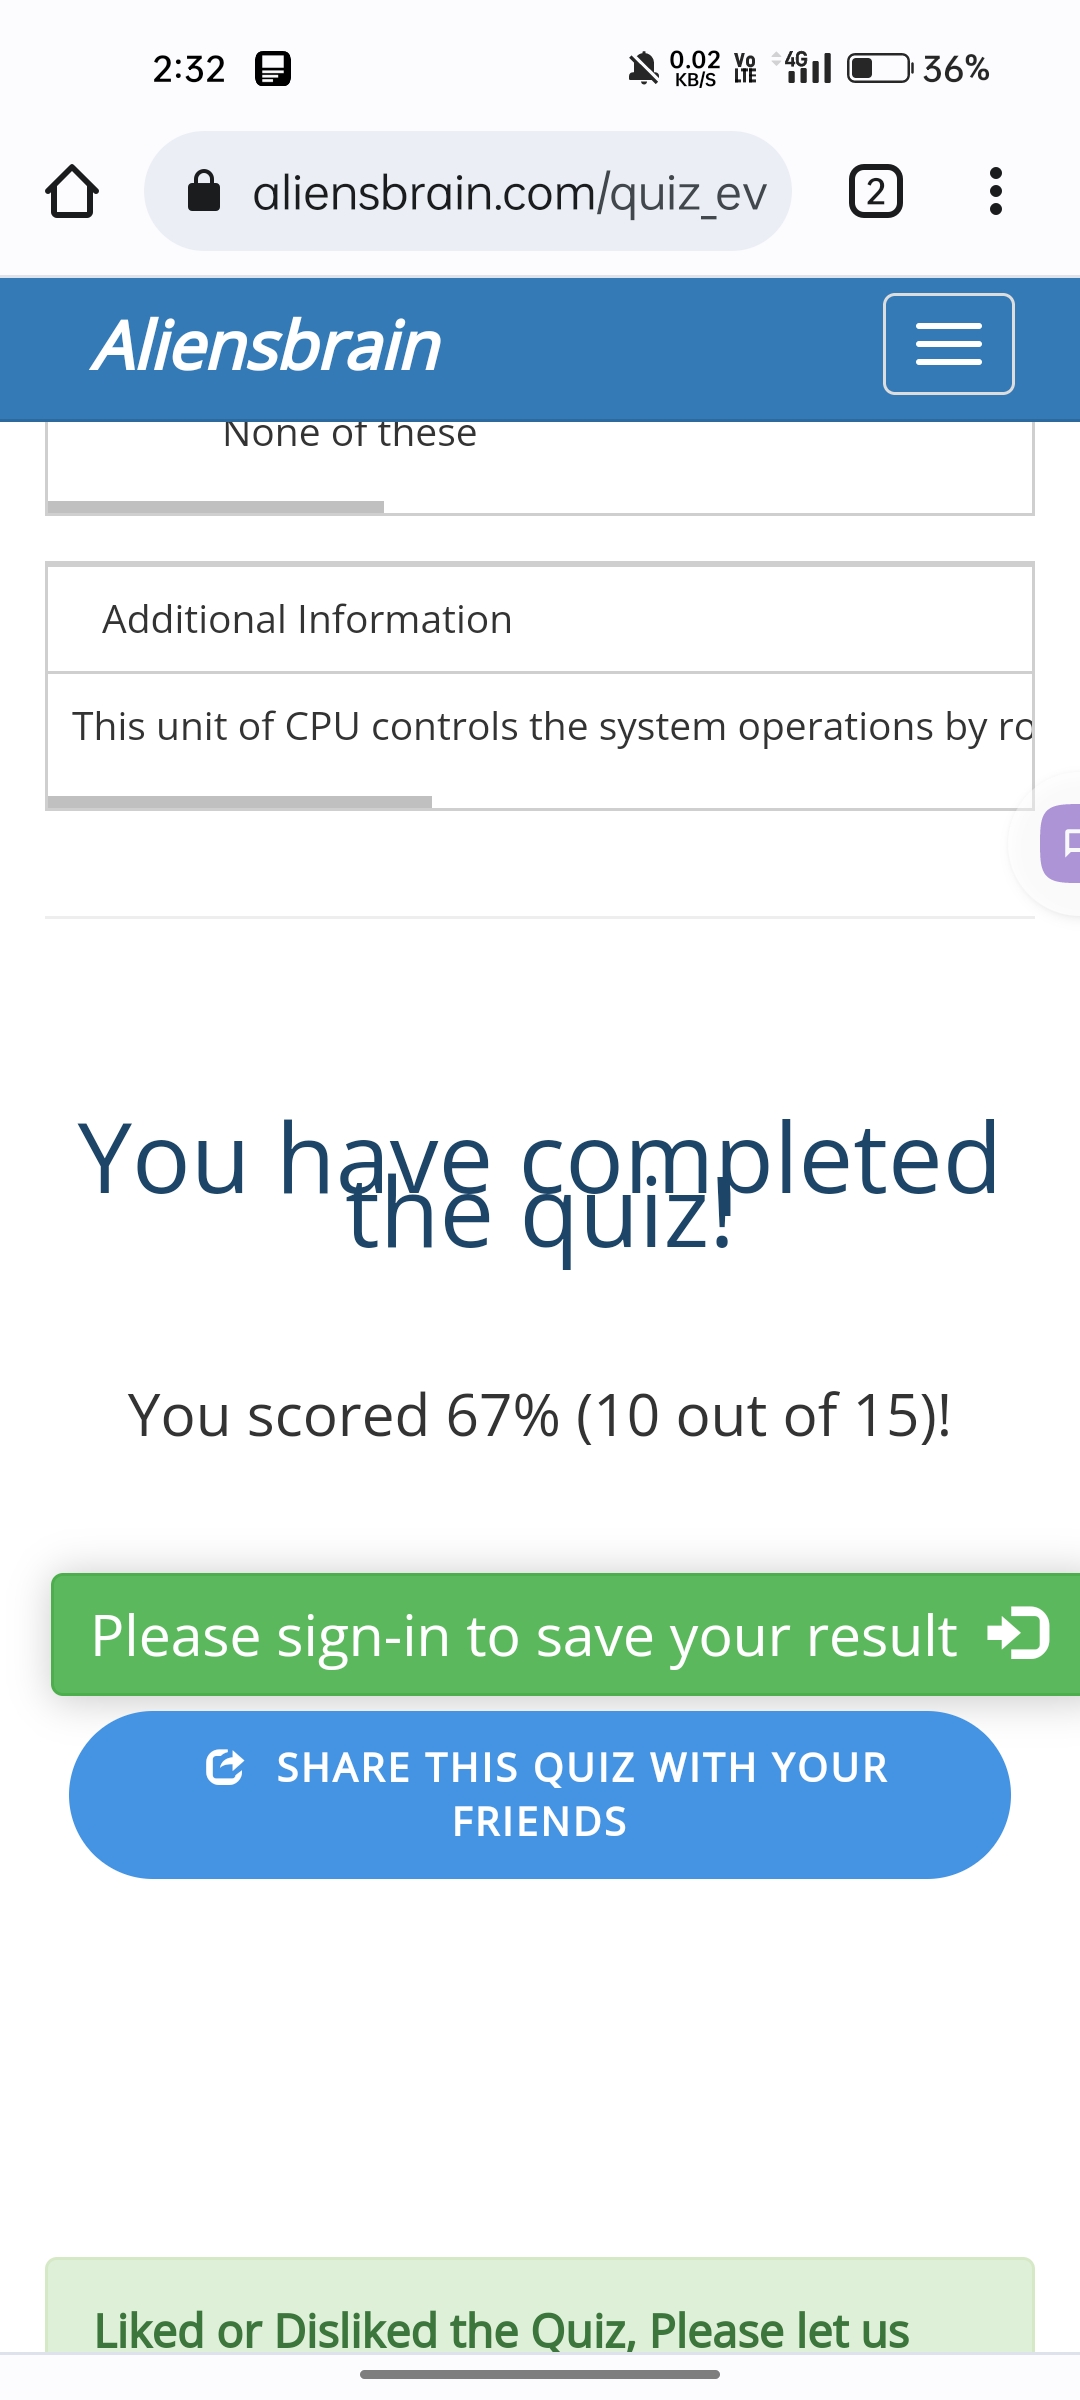 2:32
0.02
KB/S
Vo
LTE
4G
36%
aliensbrain.com/quiz_ev
2
Aliensbrain
None of these
Additional Information
This unit of CPU controls the system operations by ro
You have completed
the quiz!
You scored 67% (10 out of 15)!
Please sign-in to save your result
SHARE THIS QUIZ WITH YOUR
FRIENDS
Liked or Disliked the Quiz, Please let us